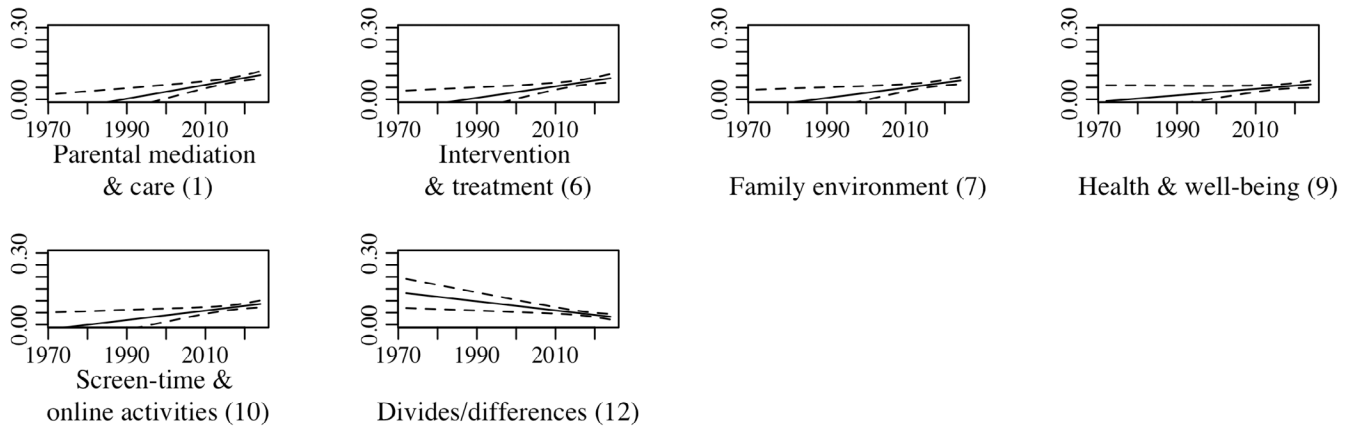 0.30
0.00
1970 1990 2010
Parental mediation
& care (1)
0.30
0.00
1970 1990 2010
Intervention
& treatment (6)
0.30
0.00
1970 1990 2010
Family environment (7)
0.30
0.00
1970 1990 2010
Health & well-being (9)
0.30
0.00
1970 1990 2010
Screen-time &
online activities (10)
0.30
0.00
1970 1990 2010
Divides/differences (12)